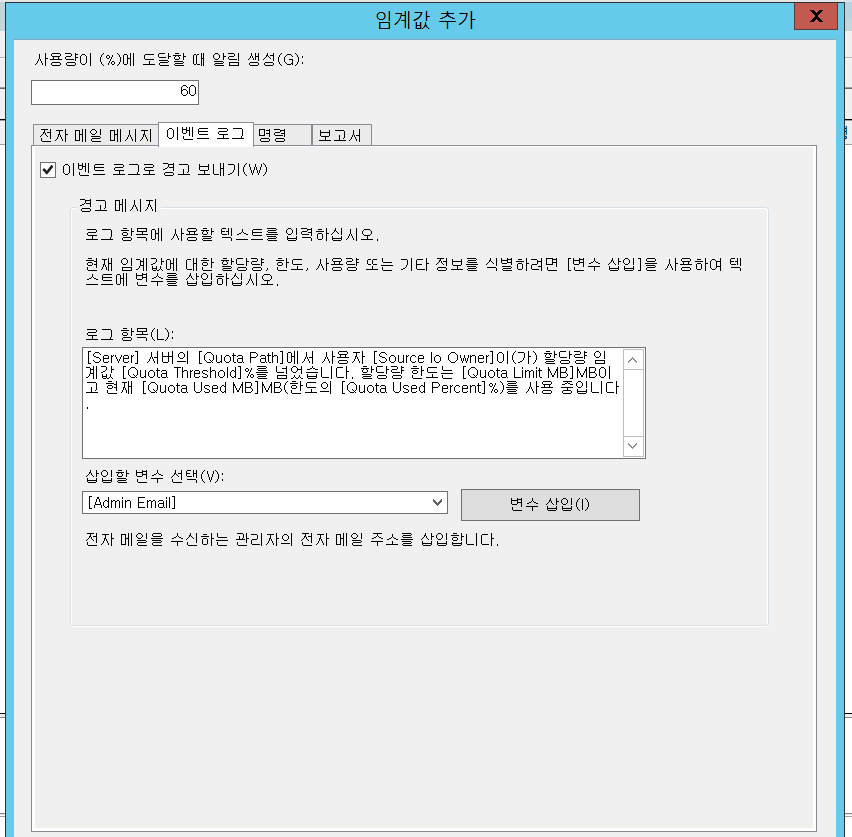 임계값 추가
X
사용량이 (%)에 도달할 때 알림 생성(G):
60
전자 메일 메시지 이벤트 로그 명령 보고서
이벤트 로그로 경고 보내기(W)
경고 메시지
로그 항목에 사용할 텍스트를 입력하십시오.
현재 임계값에 대한 할당량, 한도, 사용량 또는 기타 정보를 식별하려면 [변수 삽입]을 사용하여 텍
스트에 변수를 삽입하십시오.
로그 항목(L):
[Server] 서버의 [Quota Path]에서 사용자 [Source Io Owner]이(가) 할당량 임
계값 [Quota Threshold]%를 넘었습니다. 할당량 한도는 [Quota Limit MB]MB이
고 현재 [Quota Used MB]MB(한도의 [Quota Used Percent]%)를 사용 중입니다
.
삽입할 변수 선택(V):
[Admin Email] 변수 삽입(I)
전자 메일을 수신하는 관리자의 전자 메일 주소를 삽입합니다.